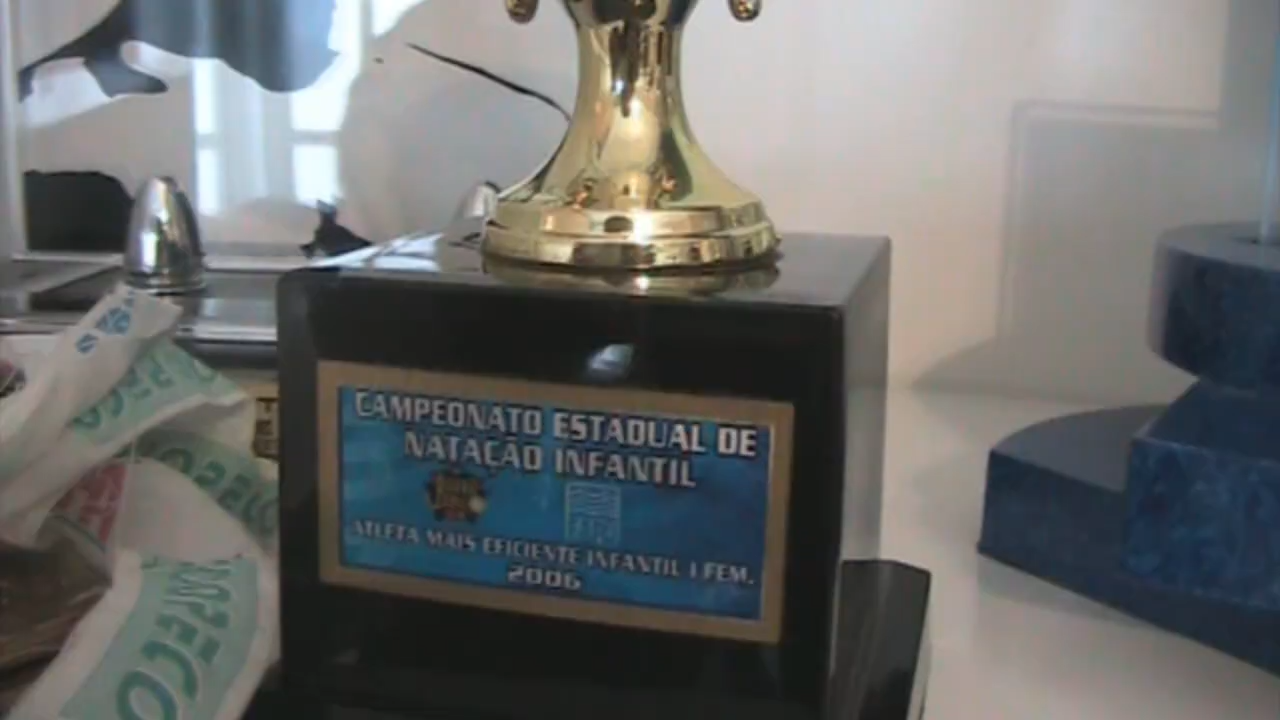 CAMPEONATO ESTADUAL DE
NATAÇÃO INFANTIL
ATLETA MAIS EFICIENTE INFANTIL I FEM.
2006